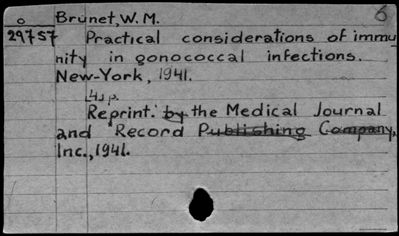 o Brunet, W. M. 6
29757 Practical considerations of immu
nity in gonococcal infections.
New-York, 1941.
Reprint. by the Medical Journal
and Record Publishing Company,
Inc., 1941.